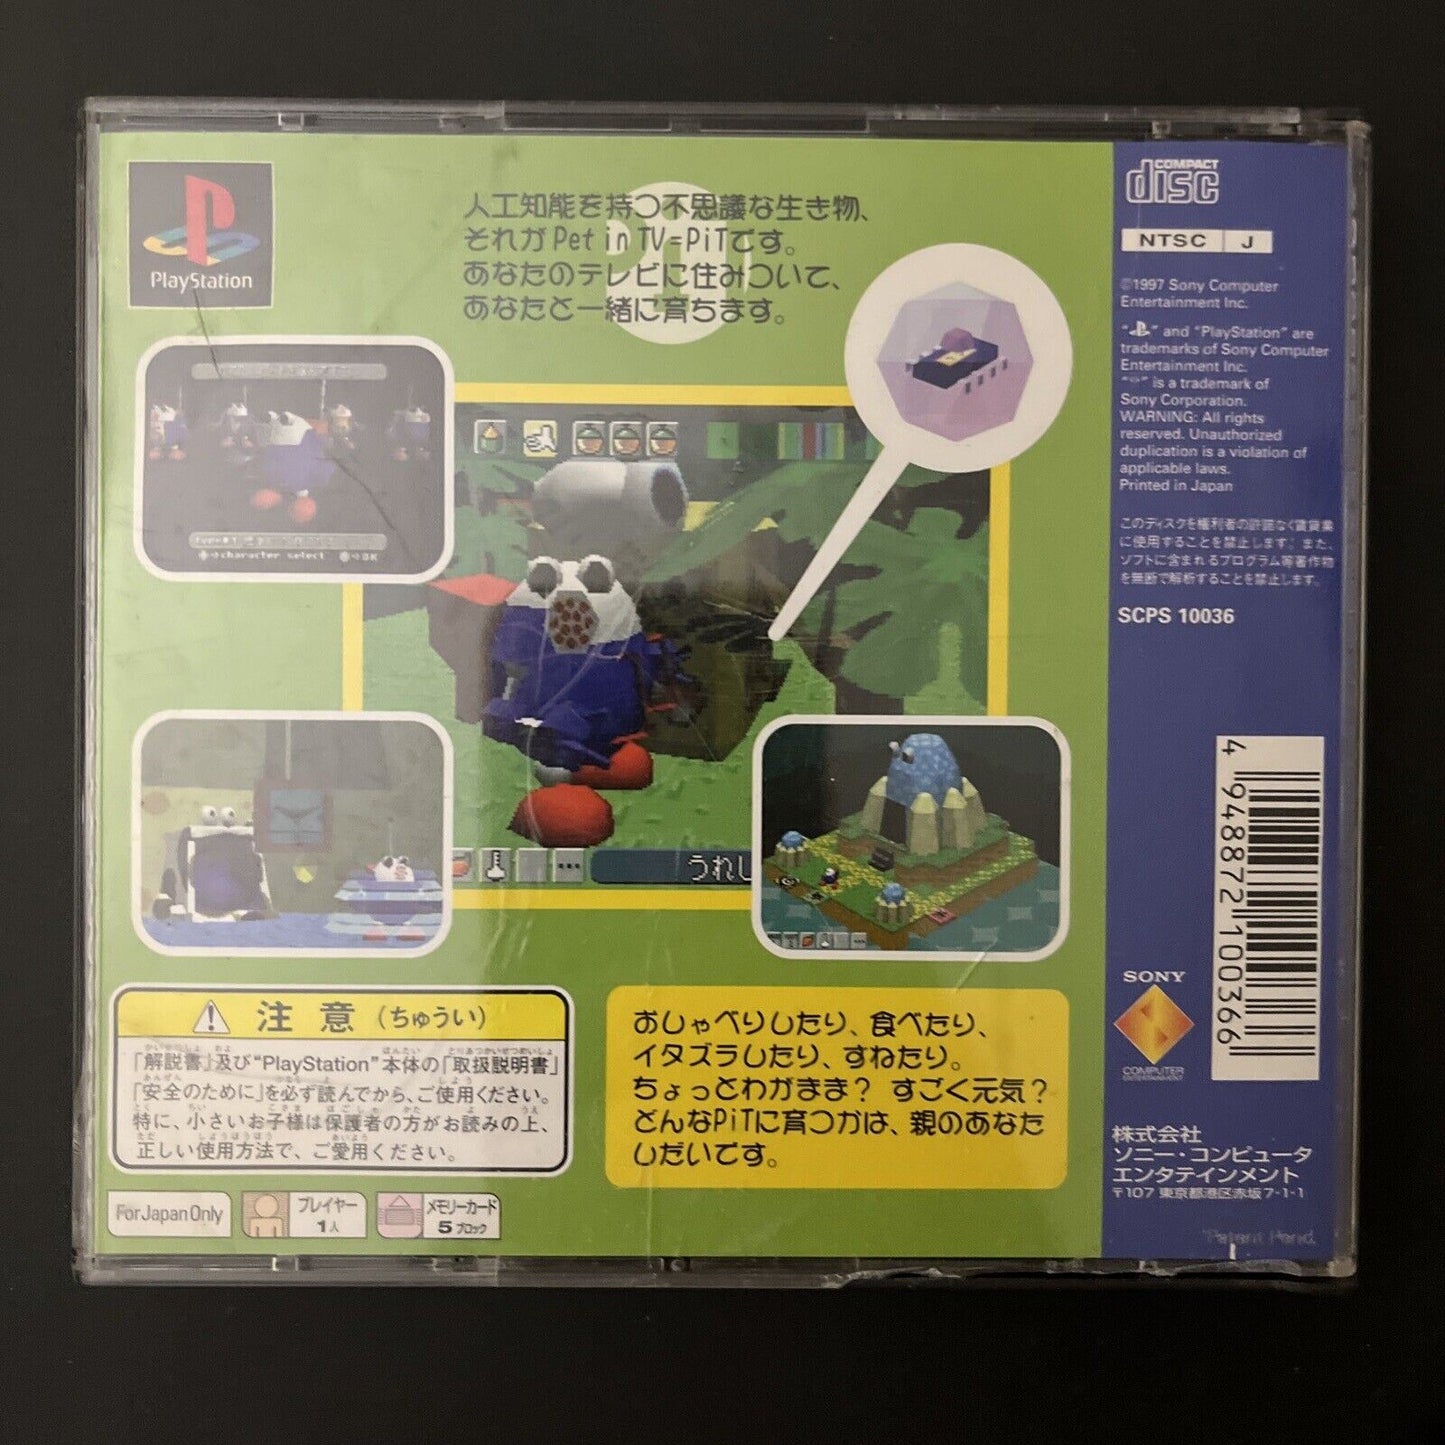 PlayStation
人工知能を持つ不思議な生き物、
それがPet in TV=PiTです。
あなたのテレビに住みついて、
あなたと一緒に育ちます。
PiT
character select OK
うれし
注意(ちゅうい)
「解説書」及び“PlayStation”本体の「取扱説明書」
「安全のために」を必ず読んでから、ご使用ください。
特に、小さいお子様は保護者の方がお読みの上、
正しい使用方法で、ご愛用ください。
For Japan Only
プレイヤー
1人
メモリーカード
5ブロック
おしゃべりしたり、食べたり、
イタズラしたり、すねたり。
ちょっとわがまま? すごく元気?
どんなPiTに育つかは、親のあなた
しだいです。
COMPACT
disc
NTSC J
©1997 Sony Computer
Entertainment Inc.
“ ” and “PlayStation” are
trademarks of Sony Computer
Entertainment Inc.
“ ” is a trademark of
Sony Corporation.
WARNING: All rights
reserved. Unauthorized
duplication is a violation of
applicable laws.
Printed in Japan
このディスクを権利者の許諾なく賃貸業
に使用することを禁止します。また、
ソフトに含まれるプログラム等著作物
を無断で解析することを禁止します。
SCPS 10036
4 948872 100366
SONY
COMPUTER
ENTERTAINMENT
株式会社
ソニー・コンピュータ
エンタテインメント
〒107 東京都港区赤坂7-1-1